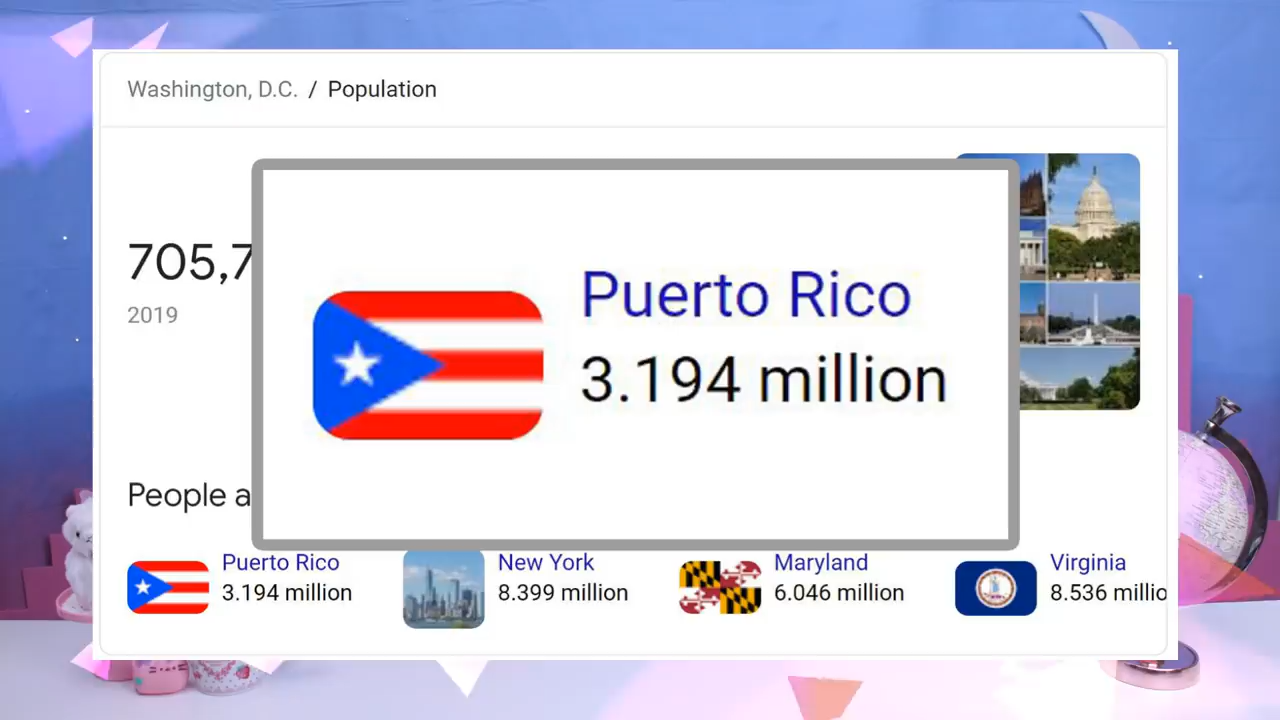 Washington, D.C. / Population
705,7
2019
Puerto Rico
3.194 million
People a
Puerto Rico
3.194 million
New York
8.399 million
Maryland
6.046 million
Virginia
8.536 millio